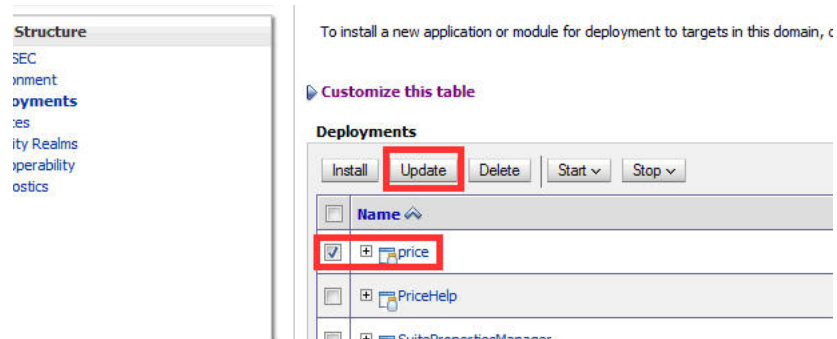 Structure
SEC
onment
oyments
ces
ity Realms
operability
ostics
To install a new application or module for deployment to targets in this domain,
Customize this table
Deployments
Install Update Delete Start Stop
Name
price
PriceHelp
SuitePropertiesManager